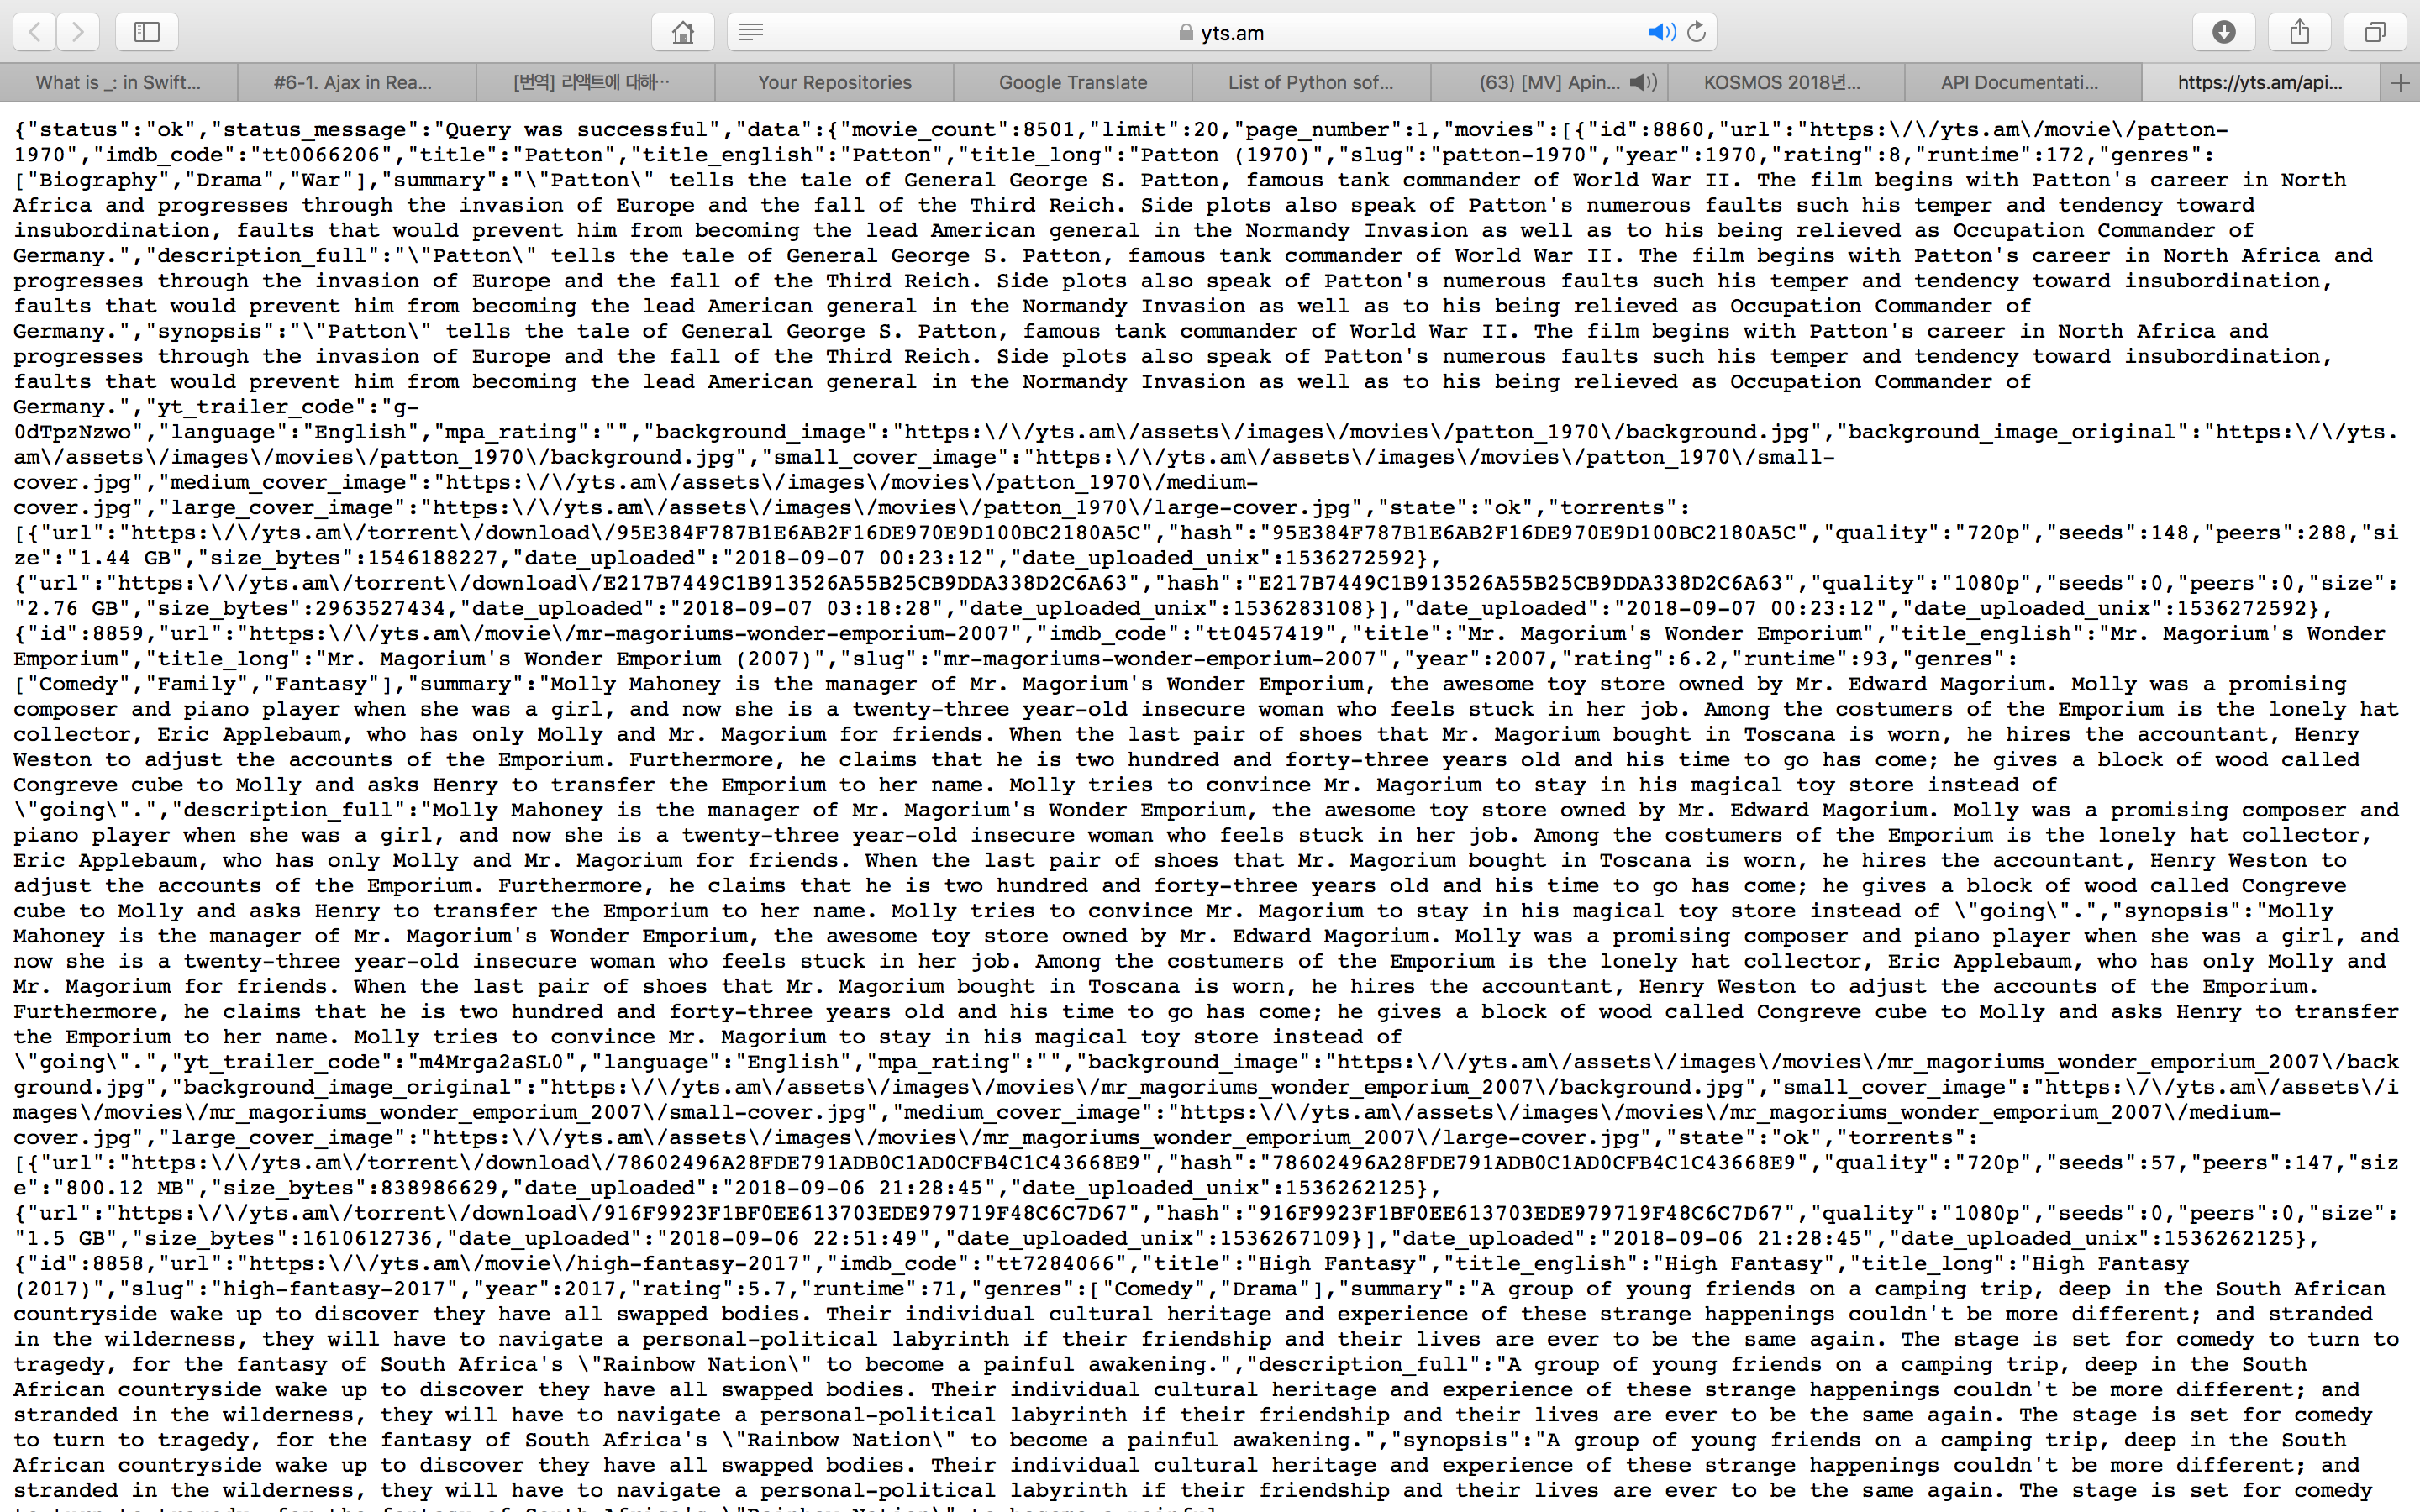 yts.am
What is _: in Swift...
#6-1. Ajax in Rea...
[번역] 리액트에 대해…
Your Repositories
Google Translate
List of Python sof...
(63) [MV] Apin...
KOSMOS 2018년...
API Documentati...
https://yts.am/api...
{"status":"ok","status_message":"Query was successful","data":{"movie_count":8501,"limit":20,"page_number":1,"movies":[{"id":8860,"url":"https:\/\/yts.am\/movie\/patton-
1970","imdb_code":"tt0066206","title":"Patton","title_english":"Patton","title_long":"Patton (1970)","slug":"patton-1970","year":1970,"rating":8,"runtime":172,"genres":
["Biography","Drama","War"],"summary":"\"Patton\" tells the tale of General George S. Patton, famous tank commander of World War II. The film begins with Patton's career in North
Africa and progresses through the invasion of Europe and the fall of the Third Reich. Side plots also speak of Patton's numerous faults such his temper and tendency toward
insubordination, faults that would prevent him from becoming the lead American general in the Normandy Invasion as well as to his being relieved as Occupation Commander of
Germany.","description_full":"\"Patton\" tells the tale of General George S. Patton, famous tank commander of World War II. The film begins with Patton's career in North Africa and
progresses through the invasion of Europe and the fall of the Third Reich. Side plots also speak of Patton's numerous faults such his temper and tendency toward insubordination,
faults that would prevent him from becoming the lead American general in the Normandy Invasion as well as to his being relieved as Occupation Commander of
Germany.","synopsis":"\"Patton\" tells the tale of General George S. Patton, famous tank commander of World War II. The film begins with Patton's career in North Africa and
progresses through the invasion of Europe and the fall of the Third Reich. Side plots also speak of Patton's numerous faults such his temper and tendency toward insubordination,
faults that would prevent him from becoming the lead American general in the Normandy Invasion as well as to his being relieved as Occupation Commander of
Germany.","yt_trailer_code":"g-
0dTpzNzwo","language":"English","mpa_rating":"","background_image":"https:\/\/yts.am\/assets\/images\/movies\/patton_1970\/background.jpg","background_image_original":"https:\/\/yts.
am\/assets\/images\/movies\/patton_1970\/background.jpg","small_cover_image":"https:\/\/yts.am\/assets\/images\/movies\/patton_1970\/small-
cover.jpg","medium_cover_image":"https:\/\/yts.am\/assets\/images\/movies\/patton_1970\/medium-
cover.jpg","large_cover_image":"https:\/\/yts.am\/assets\/images\/movies\/patton_1970\/large-cover.jpg","state":"ok","torrents":
[{"url":"https:\/\/yts.am\/torrent\/download\/95E384F787B1E6AB2F16DE970E9D100BC2180A5C","hash":"95E384F787B1E6AB2F16DE970E9D100BC2180A5C","quality":"720p","seeds":148,"peers":288,"si
ze":"1.44 GB","size_bytes":1546188227,"date_uploaded":"2018-09-07 00:23:12","date_uploaded_unix":1536272592},
{"url":"https:\/\/yts.am\/torrent\/download\/E217B7449C1B913526A55B25CB9DDA338D2C6A63","hash":"E217B7449C1B913526A55B25CB9DDA338D2C6A63","quality":"1080p","seeds":0,"peers":0,"size":
"2.76 GB","size_bytes":2963527434,"date_uploaded":"2018-09-07 03:18:28","date_uploaded_unix":1536283108}],"date_uploaded":"2018-09-07 00:23:12","date_uploaded_unix":1536272592},
{"id":8859,"url":"https:\/\/yts.am\/movie\/mr-magoriums-wonder-emporium-2007","imdb_code":"tt0457419","title":"Mr. Magorium's Wonder Emporium","title_english":"Mr. Magorium's Wonder
Emporium","title_long":"Mr. Magorium's Wonder Emporium (2007)","slug":"mr-magoriums-wonder-emporium-2007","year":2007,"rating":6.2,"runtime":93,"genres":
["Comedy","Family","Fantasy"],"summary":"Molly Mahoney is the manager of Mr. Magorium's Wonder Emporium, the awesome toy store owned by Mr. Edward Magorium. Molly was a promising
composer and piano player when she was a girl, and now she is a twenty-three year-old insecure woman who feels stuck in her job. Among the costumers of the Emporium is the lonely hat
collector, Eric Applebaum, who has only Molly and Mr. Magorium for friends. When the last pair of shoes that Mr. Magorium bought in Toscana is worn, he hires the accountant, Henry
Weston to adjust the accounts of the Emporium. Furthermore, he claims that he is two hundred and forty-three years old and his time to go has come; he gives a block of wood called
Congreve cube to Molly and asks Henry to transfer the Emporium to her name. Molly tries to convince Mr. Magorium to stay in his magical toy store instead of
\"going\".","description_full":"Molly Mahoney is the manager of Mr. Magorium's Wonder Emporium, the awesome toy store owned by Mr. Edward Magorium. Molly was a promising composer and
piano player when she was a girl, and now she is a twenty-three year-old insecure woman who feels stuck in her job. Among the costumers of the Emporium is the lonely hat collector,
Eric Applebaum, who has only Molly and Mr. Magorium for friends. When the last pair of shoes that Mr. Magorium bought in Toscana is worn, he hires the accountant, Henry Weston to
adjust the accounts of the Emporium. Furthermore, he claims that he is two hundred and forty-three years old and his time to go has come; he gives a block of wood called Congreve
cube to Molly and asks Henry to transfer the Emporium to her name. Molly tries to convince Mr. Magorium to stay in his magical toy store instead of \"going\".","synopsis":"Molly
Mahoney is the manager of Mr. Magorium's Wonder Emporium, the awesome toy store owned by Mr. Edward Magorium. Molly was a promising composer and piano player when she was a girl, and
now she is a twenty-three year-old insecure woman who feels stuck in her job. Among the costumers of the Emporium is the lonely hat collector, Eric Applebaum, who has only Molly and
Mr. Magorium for friends. When the last pair of shoes that Mr. Magorium bought in Toscana is worn, he hires the accountant, Henry Weston to adjust the accounts of the Emporium.
Furthermore, he claims that he is two hundred and forty-three years old and his time to go has come; he gives a block of wood called Congreve cube to Molly and asks Henry to transfer
the Emporium to her name. Molly tries to convince Mr. Magorium to stay in his magical toy store instead of
\"going\".","yt_trailer_code":"m4Mrga2aSL0","language":"English","mpa_rating":"","background_image":"https:\/\/yts.am\/assets\/images\/movies\/mr_magoriums_wonder_emporium_2007\/back
ground.jpg","background_image_original":"https:\/\/yts.am\/assets\/images\/movies\/mr_magoriums_wonder_emporium_2007\/background.jpg","small_cover_image":"https:\/\/yts.am\/assets\/i
mages\/movies\/mr_magoriums_wonder_emporium_2007\/small-cover.jpg","medium_cover_image":"https:\/\/yts.am\/assets\/images\/movies\/mr_magoriums_wonder_emporium_2007\/medium-
cover.jpg","large_cover_image":"https:\/\/yts.am\/assets\/images\/movies\/mr_magoriums_wonder_emporium_2007\/large-cover.jpg","state":"ok","torrents":
[{"url":"https:\/\/yts.am\/torrent\/download\/78602496A28FDE791ADB0C1AD0CFB4C1C43668E9","hash":"78602496A28FDE791ADB0C1AD0CFB4C1C43668E9","quality":"720p","seeds":57,"peers":147,"siz
e":"800.12 MB","size_bytes":838986629,"date_uploaded":"2018-09-06 21:28:45","date_uploaded_unix":1536262125},
{"url":"https:\/\/yts.am\/torrent\/download\/916F9923F1BF0EE613703EDE979719F48C6C7D67","hash":"916F9923F1BF0EE613703EDE979719F48C6C7D67","quality":"1080p","seeds":0,"peers":0,"size":
"1.5 GB","size_bytes":1610612736,"date_uploaded":"2018-09-06 22:51:49","date_uploaded_unix":1536267109}],"date_uploaded":"2018-09-06 21:28:45","date_uploaded_unix":1536262125},
{"id":8858,"url":"https:\/\/yts.am\/movie\/high-fantasy-2017","imdb_code":"tt7284066","title":"High Fantasy","title_english":"High Fantasy","title_long":"High Fantasy
(2017)","slug":"high-fantasy-2017","year":2017,"rating":5.7,"runtime":71,"genres":["Comedy","Drama"],"summary":"A group of young friends on a camping trip, deep in the South African
countryside wake up to discover they have all swapped bodies. Their individual cultural heritage and experience of these strange happenings couldn't be more different; and stranded
in the wilderness, they will have to navigate a personal-political labyrinth if their friendship and their lives are ever to be the same again. The stage is set for comedy to turn to
tragedy, for the fantasy of South Africa's \"Rainbow Nation\" to become a painful awakening.","description_full":"A group of young friends on a camping trip, deep in the South
African countryside wake up to discover they have all swapped bodies. Their individual cultural heritage and experience of these strange happenings couldn't be more different; and
stranded in the wilderness, they will have to navigate a personal-political labyrinth if their friendship and their lives are ever to be the same again. The stage is set for comedy
to turn to tragedy, for the fantasy of South Africa's \"Rainbow Nation\" to become a painful awakening.","synopsis":"A group of young friends on a camping trip, deep in the South
African countryside wake up to discover they have all swapped bodies. Their individual cultural heritage and experience of these strange happenings couldn't be more different; and
stranded in the wilderness, they will have to navigate a personal-political labyrinth if their friendship and their lives are ever to be the same again. The stage is set for comedy